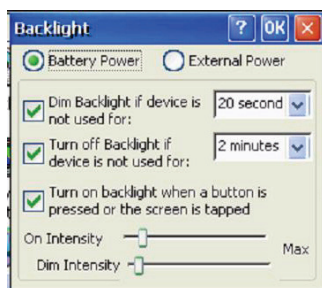 Backlight ? OK
Battery Power External Power
Dim Backlight if device is 20 second
not used for:
Turn off Backlight if 2 minutes
device is not used for:
Turn on backlight when a button is
pressed or the screen is tapped
On Intensity
Max
Dim Intensity